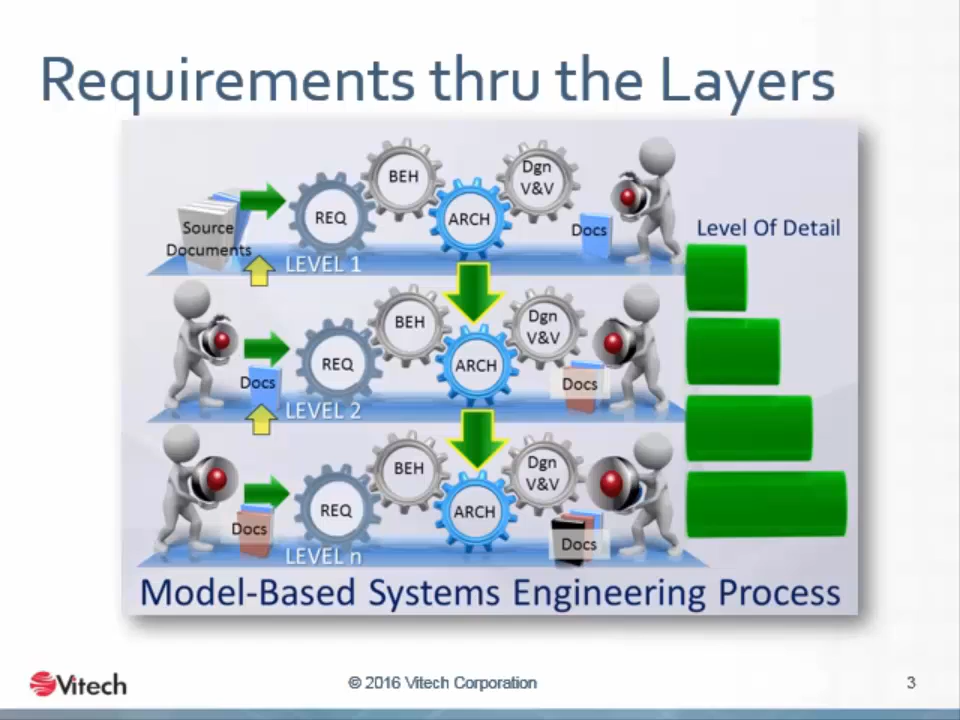 Requirements thru the Layers
Source
Documents
REQ
BEH
ARCH
Dgn
V&V
Docs
LEVEL 1
Level Of Detail
Docs
REQ
BEH
ARCH
Dgn
V&V
Docs
LEVEL 2
Docs
REQ
BEH
ARCH
Dgn
V&V
Docs
LEVEL n
Model-Based Systems Engineering Process
Vitech
© 2016 Vitech Corporation
3